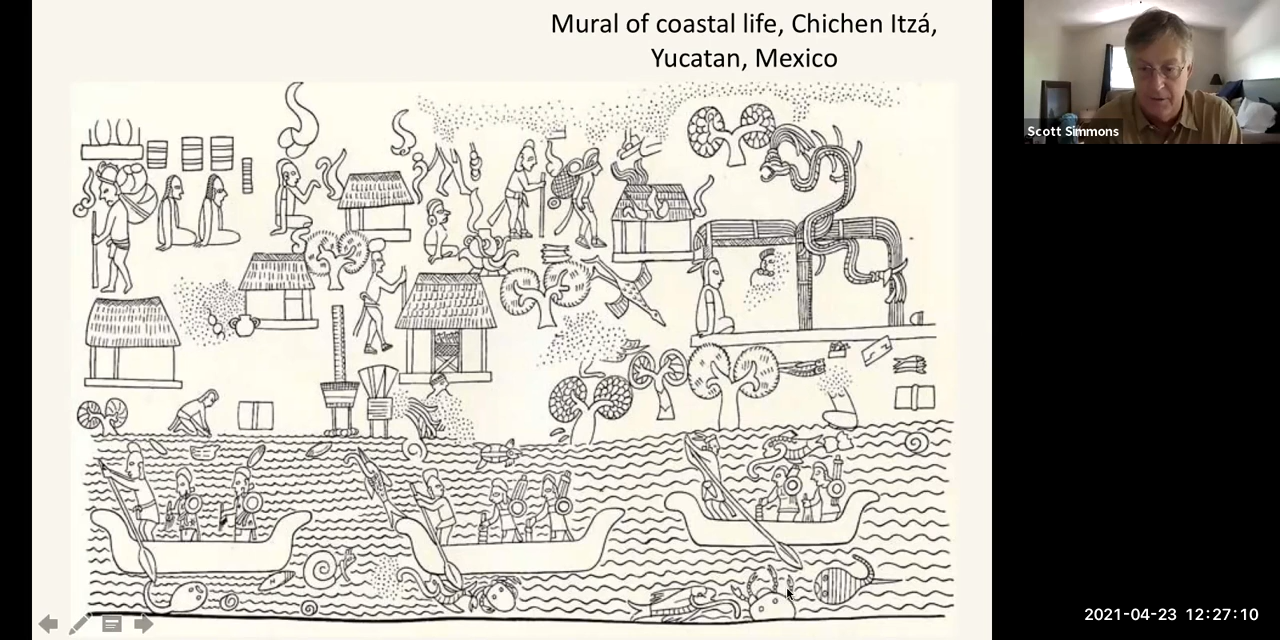 Mural of coastal life, Chichen Itzá,
Yucatan, Mexico
Scott Simmons
2021-04-23 12:27:10